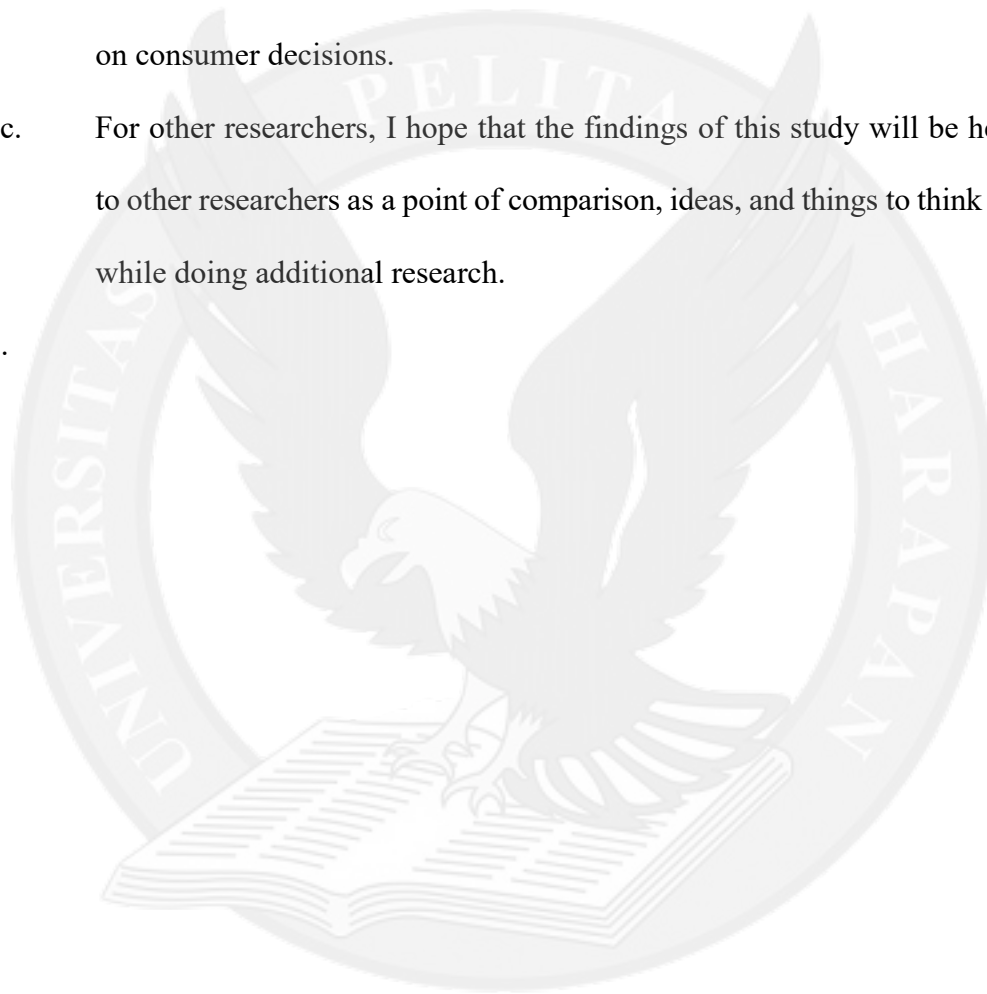 on consumer decisions.
c. For other researchers, I hope that the findings of this study will be
to other researchers as a point of comparison, ideas, and things to think
while doing additional research.
.
UNIVERSITAS PELITA HARAPAN